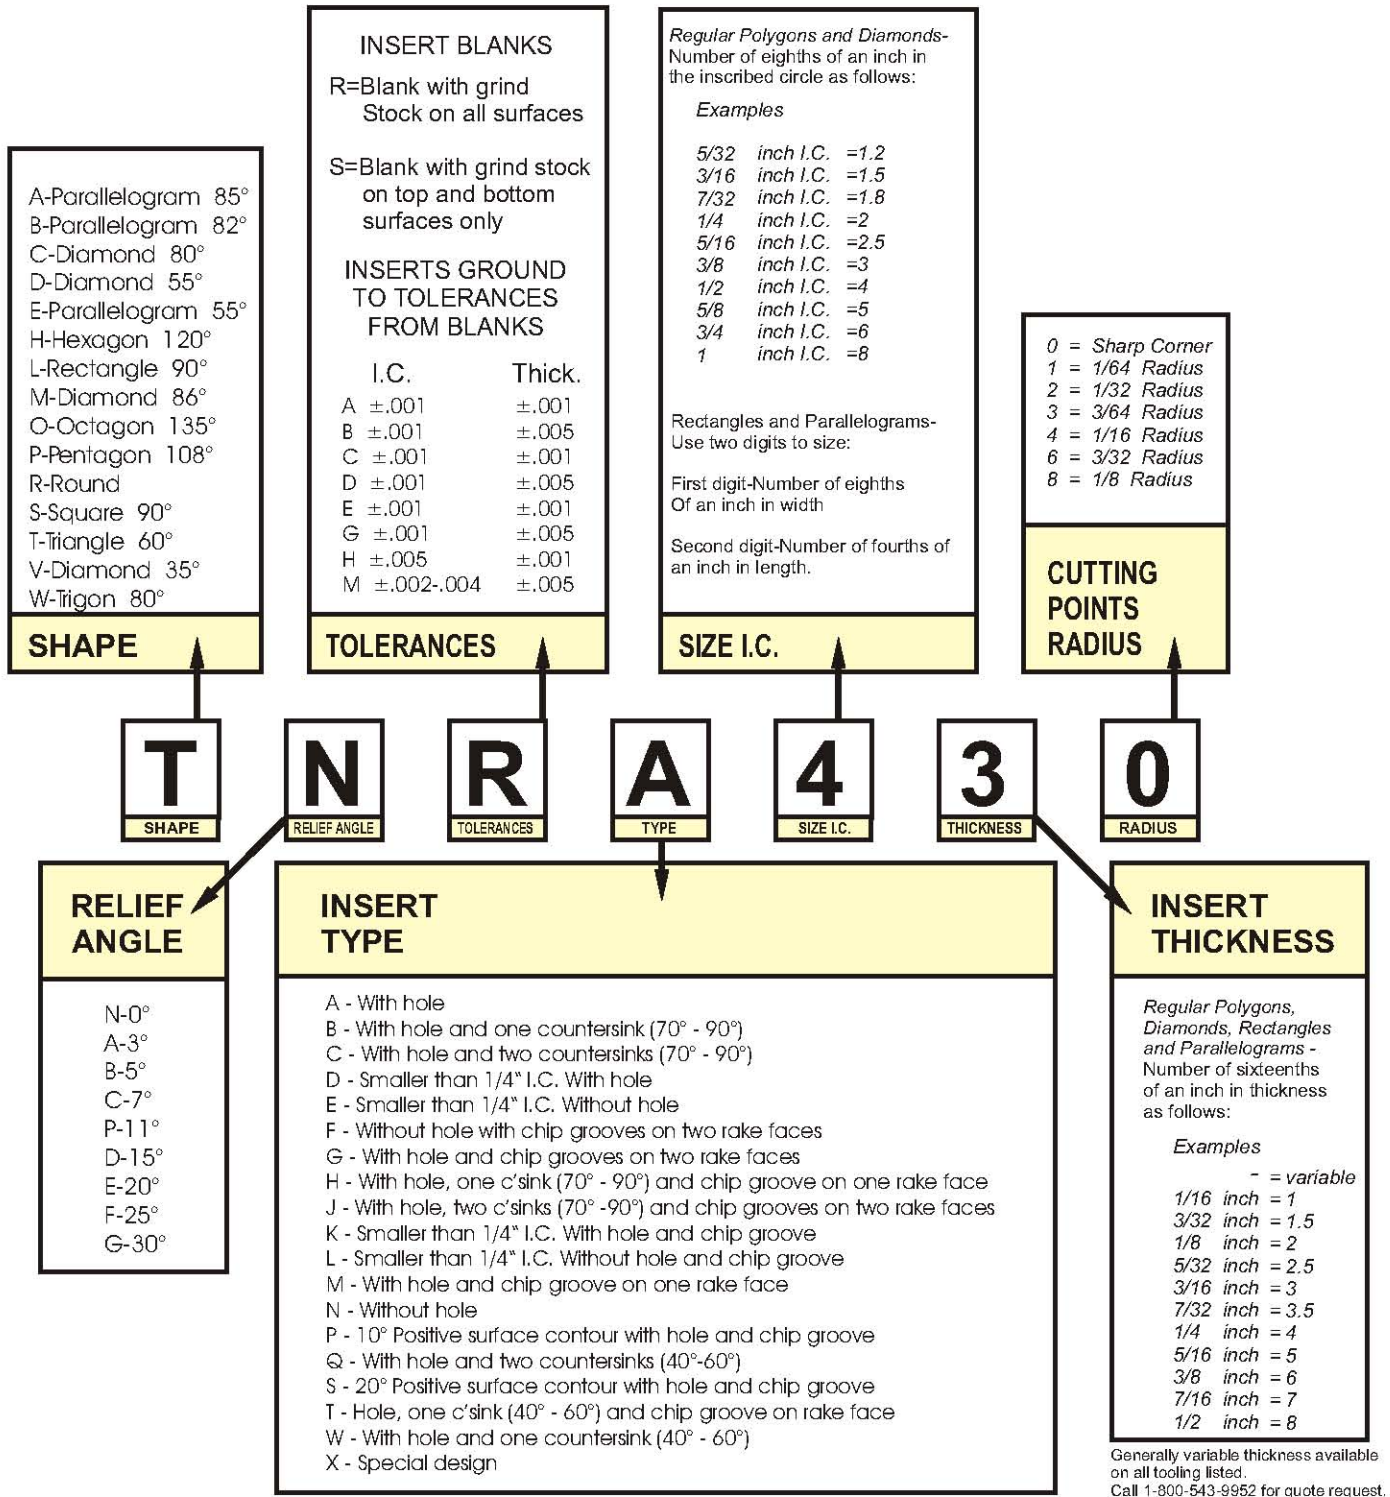 INSERT BLANKS
R=Blank with grind
Stock on all surfaces
S=Blank with grind stock
on top and bottom
surfaces only
INSERTS GROUND
TO TOLERANCES
FROM BLANKS
I.C. Thick.
A ±.001 ±.001
B ±.001 ±.005
C ±.001 ±.001
D ±.001 ±.005
E ±.001 ±.001
G ±.001 ±.005
H ±.005 ±.001
M ±.002-.004 ±.005
TOLERANCES
Regular Polygons and Diamonds-
Number of eighths of an inch in
the inscribed circle as follows:
Examples
5/32 inch I.C. =1.2
3/16 inch I.C. =1.5
7/32 inch I.C. =1.8
1/4 inch I.C. =2
5/16 inch I.C. =2.5
3/8 inch I.C. =3
1/2 inch I.C. =4
5/8 inch I.C. =5
3/4 inch I.C. =6
1 inch I.C. =8
Rectangles and Parallelograms-
Use two digits to size:
First digit-Number of eighths
Of an inch in width
Second digit-Number of fourths of
an inch in length.
SIZE I.C.
A-Parallelogram 85°
B-Parallelogram 82°
C-Diamond 80°
D-Diamond 55°
E-Parallelogram 55°
H-Hexagon 120°
L-Rectangle 90°
M-Diamond 86°
O-Octagon 135°
P-Pentagon 108°
R-Round
S-Square 90°
T-Triangle 60°
V-Diamond 35°
W-Trigon 80°
SHAPE
0 = Sharp Corner
1 = 1/64 Radius
2 = 1/32 Radius
3 = 3/64 Radius
4 = 1/16 Radius
6 = 3/32 Radius
8 = 1/8 Radius
CUTTING
POINTS
RADIUS
T N R A 4 3 0
SHAPE RELIEF ANGLE TOLERANCES TYPE SIZE I.C. THICKNESS RADIUS
RELIEF
ANGLE
N-0°
A-3°
B-5°
C-7°
P-11°
D-15°
E-20°
F-25°
G-30°
INSERT
TYPE
A - With hole
B - With hole and one countersink (70° - 90°)
C - With hole and two countersinks (70° - 90°)
D - Smaller than 1/4" I.C. With hole
E - Smaller than 1/4" I.C. Without hole
F - Without hole with chip grooves on two rake faces
G - With hole and chip grooves on two rake faces
H - With hole, one c'sink (70° - 90°) and chip groove on one rake face
J - With hole, two c'sinks (70° -90°) and chip grooves on two rake faces
K - Smaller than 1/4" I.C. With hole and chip groove
L - Smaller than 1/4" I.C. Without hole and chip groove
M - With hole and chip groove on one rake face
N - Without hole
P - 10° Positive surface contour with hole and chip groove
Q - With hole and two countersinks (40°-60°)
S - 20° Positive surface contour with hole and chip groove
T - Hole, one c'sink (40° - 60°) and chip groove on rake face
W - With hole and one countersink (40° - 60°)
X - Special design
INSERT
THICKNESS
Regular Polygons,
Diamonds, Rectangles
and Parallelograms -
Number of sixteenths
of an inch in thickness
as follows:
Examples
- = variable
1/16 inch = 1
3/32 inch = 1.5
1/8 inch = 2
5/32 inch = 2.5
3/16 inch = 3
7/32 inch = 3.5
1/4 inch = 4
5/16 inch = 5
3/8 inch = 6
7/16 inch = 7
1/2 inch = 8
Generally variable thickness available
on all tooling listed.
Call 1-800-543-9952 for quote request.